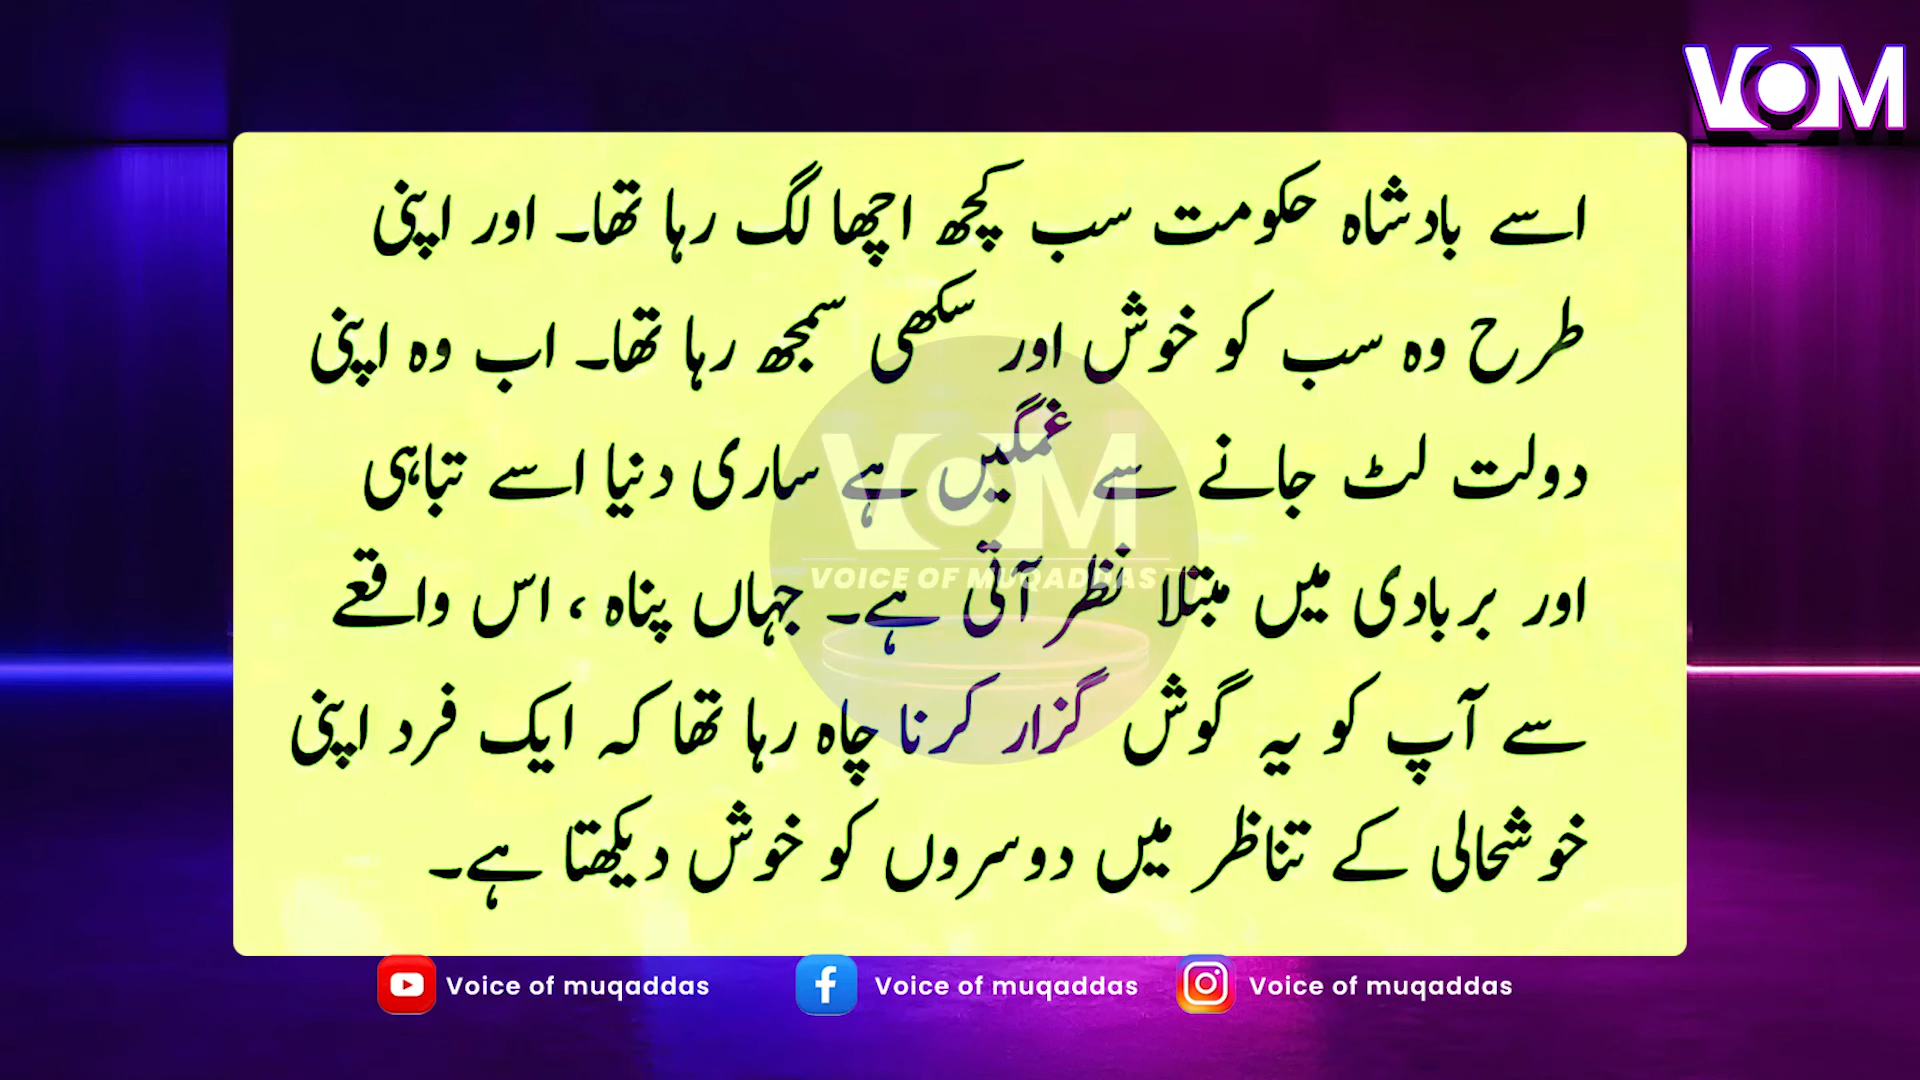 VOM
اسے بادشاہ حکومت سب کچھ اچھا لگ رہا تھا۔ اور اپنی
طرح وہ سب کو خوش اور سکھی سمجھ رہا تھا۔ اب وہ اپنی
دولت لٹ جانے سے غمگیں ہے ساری دنیا اسے تباہی
اور بربادی میں مبتلا نظر آتی ہے۔ جہاں پناہ ، اس واقعے
سے آپ کو یہ گوش گزار کرنا چاہ رہا تھا کہ ایک فرد اپنی
خوشحالی کے تناظر میں دوسروں کو خوش دیکھتا ہے۔
VOM
VOICE OF MUQADDAS
Voice of muqaddas Voice of muqaddas Voice of muqaddas